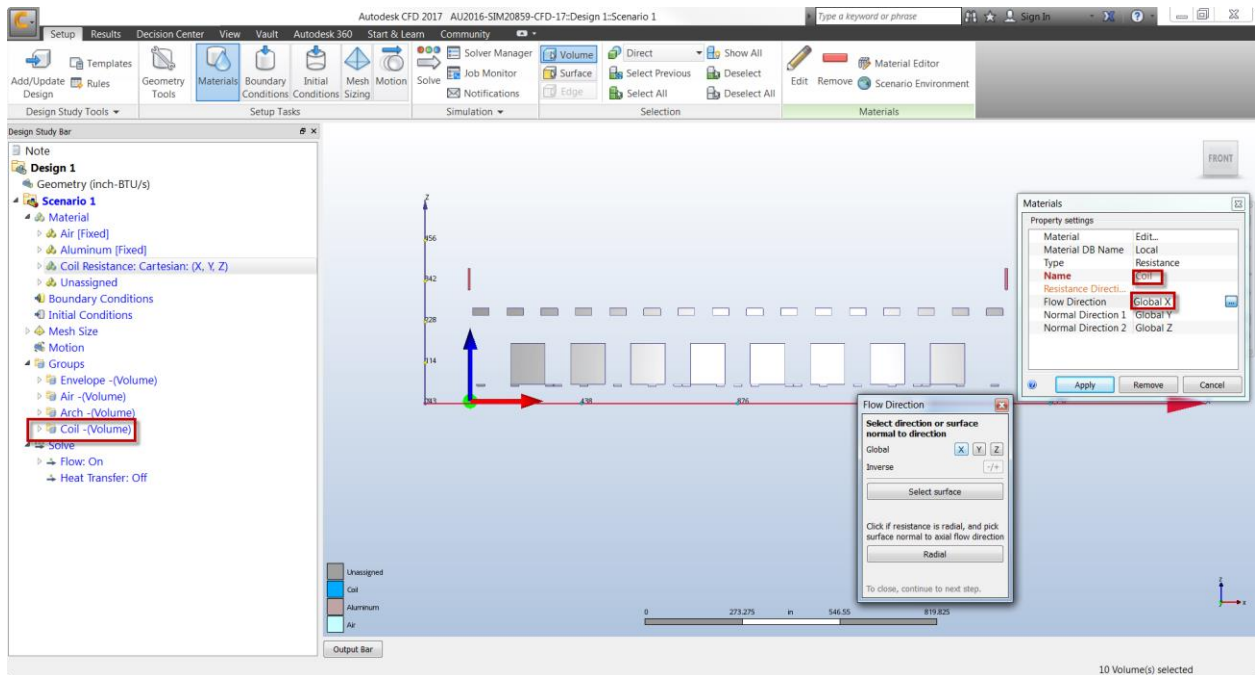 Autodesk CFD 2017 AU2016-SIM20859-CFD-17::Design 1::Scenario 1
Type a keyword or phrase
Sign In
Setup Results Decision Center View Vault Autodesk 360 Start & Learn Community
Add/Update Design
Templates
Rules
Design Study Tools
Geometry Tools
Materials
Boundary Conditions
Initial Conditions
Mesh Sizing
Motion
Setup Tasks
Solve
Solver Manager
Job Monitor
Notifications
Simulation
Volume
Surface
Edge
Direct
Select Previous
Select All
Show All
Deselect
Deselect All
Selection
Edit
Remove
Material Editor
Scenario Environment
Materials
Design Study Bar
Note
Design 1
Geometry (inch-BTU/s)
Scenario 1
Material
Air [Fixed]
Aluminum [Fixed]
Coil Resistance: Cartesian: (X, Y, Z)
Unassigned
Boundary Conditions
Initial Conditions
Mesh Size
Motion
Groups
Envelope -(Volume)
Air -(Volume)
Arch -(Volume)
Coil -(Volume)
Solve
Flow: On
Heat Transfer: Off
FRONT
Z
456
342
228
114
438
876
Materials
Property settings
Material Edit...
Material DB Name Local
Type Resistance
Name Coil
Resistance Directi...
Flow Direction Global X
Normal Direction 1 Global Y
Normal Direction 2 Global Z
Apply Remove Cancel
Flow Direction
Select direction or surface
normal to direction
Global X Y Z
Inverse -/+
Select surface
Click if resistance is radial, and pick
surface normal to axial flow direction
Radial
To close, continue to next step.
Unassigned
Coil
Aluminum
Air
0 273.275 in 546.55 819.825
z
x
Output Bar
10 Volume(s) selected